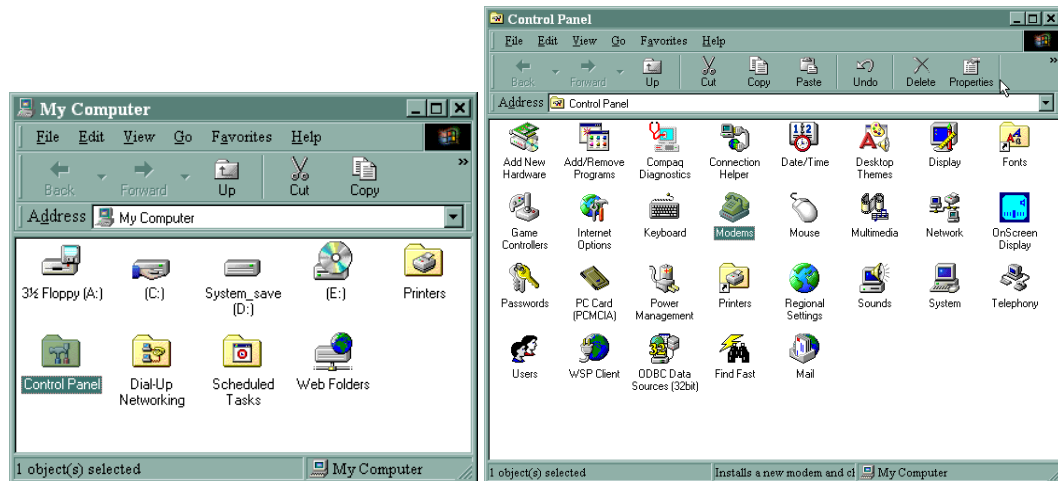 My Computer
File Edit View Go Favorites Help
Back Forward Up Cut Copy »
Address My Computer
3½ Floppy (A:) (C:) System_save (D:) (E:) Printers
Control Panel Dial-Up Networking Scheduled Tasks Web Folders
1 object(s) selected My Computer
Control Panel
File Edit View Go Favorites Help
Back Forward Up Cut Copy Paste Undo Delete Properties »
Address Control Panel
Add New Hardware Add/Remove Programs Compaq Diagnostics Connection Helper Date/Time Desktop Themes Display Fonts
Game Controllers Internet Options Keyboard Modems Mouse Multimedia Network OnScreen Display
Passwords PC Card (PCMCIA) Power Management Printers Regional Settings Sounds System Telephony
Users WSP Client ODBC Data Sources (32bit) Find Fast Mail
1 object(s) selected Installs a new modem and cl My Computer